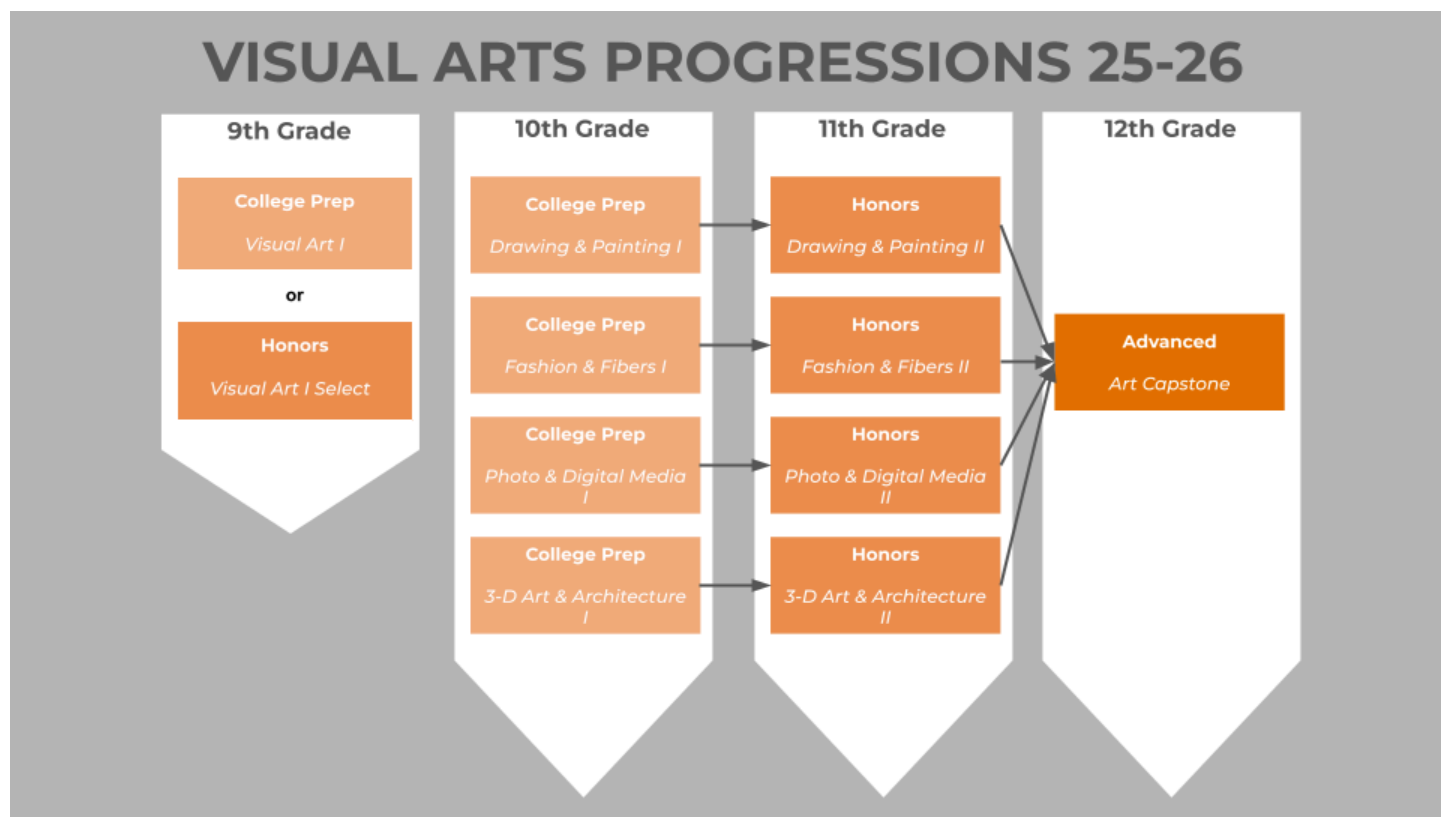 VISUAL ARTS PROGRESSIONS 25-26
9th Grade
College Prep
Visual Art I
or
Honors
Visual Art I Select
10th Grade
College Prep
Drawing & Painting I
College Prep
Fashion & Fibers I
College Prep
Photo & Digital Media
I
College Prep
3-D Art & Architecture
I
11th Grade
Honors
Drawing & Painting II
Honors
Fashion & Fibers II
Honors
Photo & Digital Media
II
Honors
3-D Art & Architecture
II
12th Grade
Advanced
Art Capstone